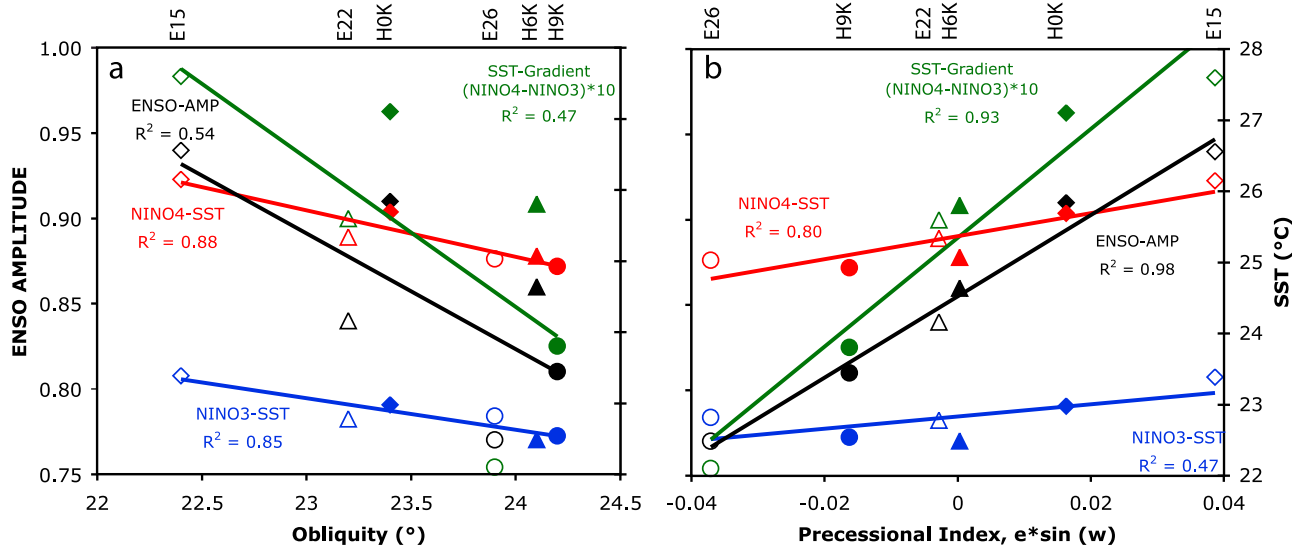 E15
E22
H0K
E26
H6K
H9K
E26
H9K
E22
H6K
H0K
E15
a
SST-Gradient
(NINO4-NINO3)*10
R² = 0.47
ENSO-AMP
R² = 0.54
NINO4-SST
R² = 0.88
NINO3-SST
R² = 0.85
1.00
0.95
0.90
0.85
0.80
0.75
ENSO AMPLITUDE
22
22.5
23
23.5
24
24.5
Obliquity (°)
b
SST-Gradient
(NINO4-NINO3)*10
R² = 0.93
NINO4-SST
R² = 0.80
ENSO-AMP
R² = 0.98
NINO3-SST
R² = 0.47
28
27
26
25
24
23
22
SST (°C)
-0.04
-0.02
0
0.02
0.04
Precessional Index, e*sin (w)